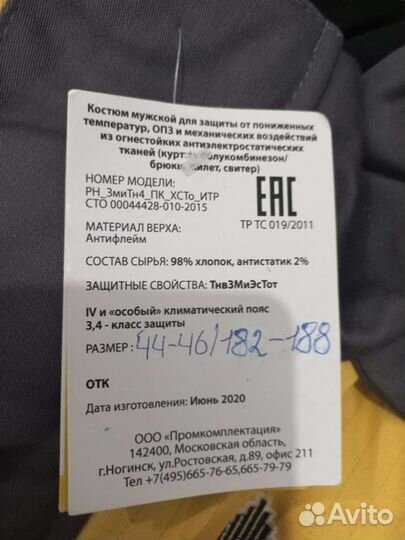 Костюм мужской для защиты от пониженных
температур, ОПЗ и механических воздействий
из огнестойких антиэлектростатических
тканей (курт полукомбинезон/
брюки, жилет, свитер)
НОМЕР МОДЕЛИ:
РН_ЗмиТн4_ПК_ХСТо_ИТР
СТО 00044428-010-2015
ЕАС
ТР ТС 019/2011
МАТЕРИАЛ ВЕРХА:
Антифлейм
СОСТАВ СЫРЬЯ: 98% хлопок, антистатик 2%
ЗАЩИТНЫЕ СВОЙСТВА: ТнвЗМиЭсТот
IV и «особый» климатический пояс
3,4 - класс защиты
РАЗМЕР: 44-46/182-188
ОТК
Дата изготовления: Июнь 2020
ООО «Промкомплектация»
142400, Московская область,
г.Ногинск, ул.Ростовская, д.89, офис 211
Тел +7(495)665-76-65,665-79-79
Avito